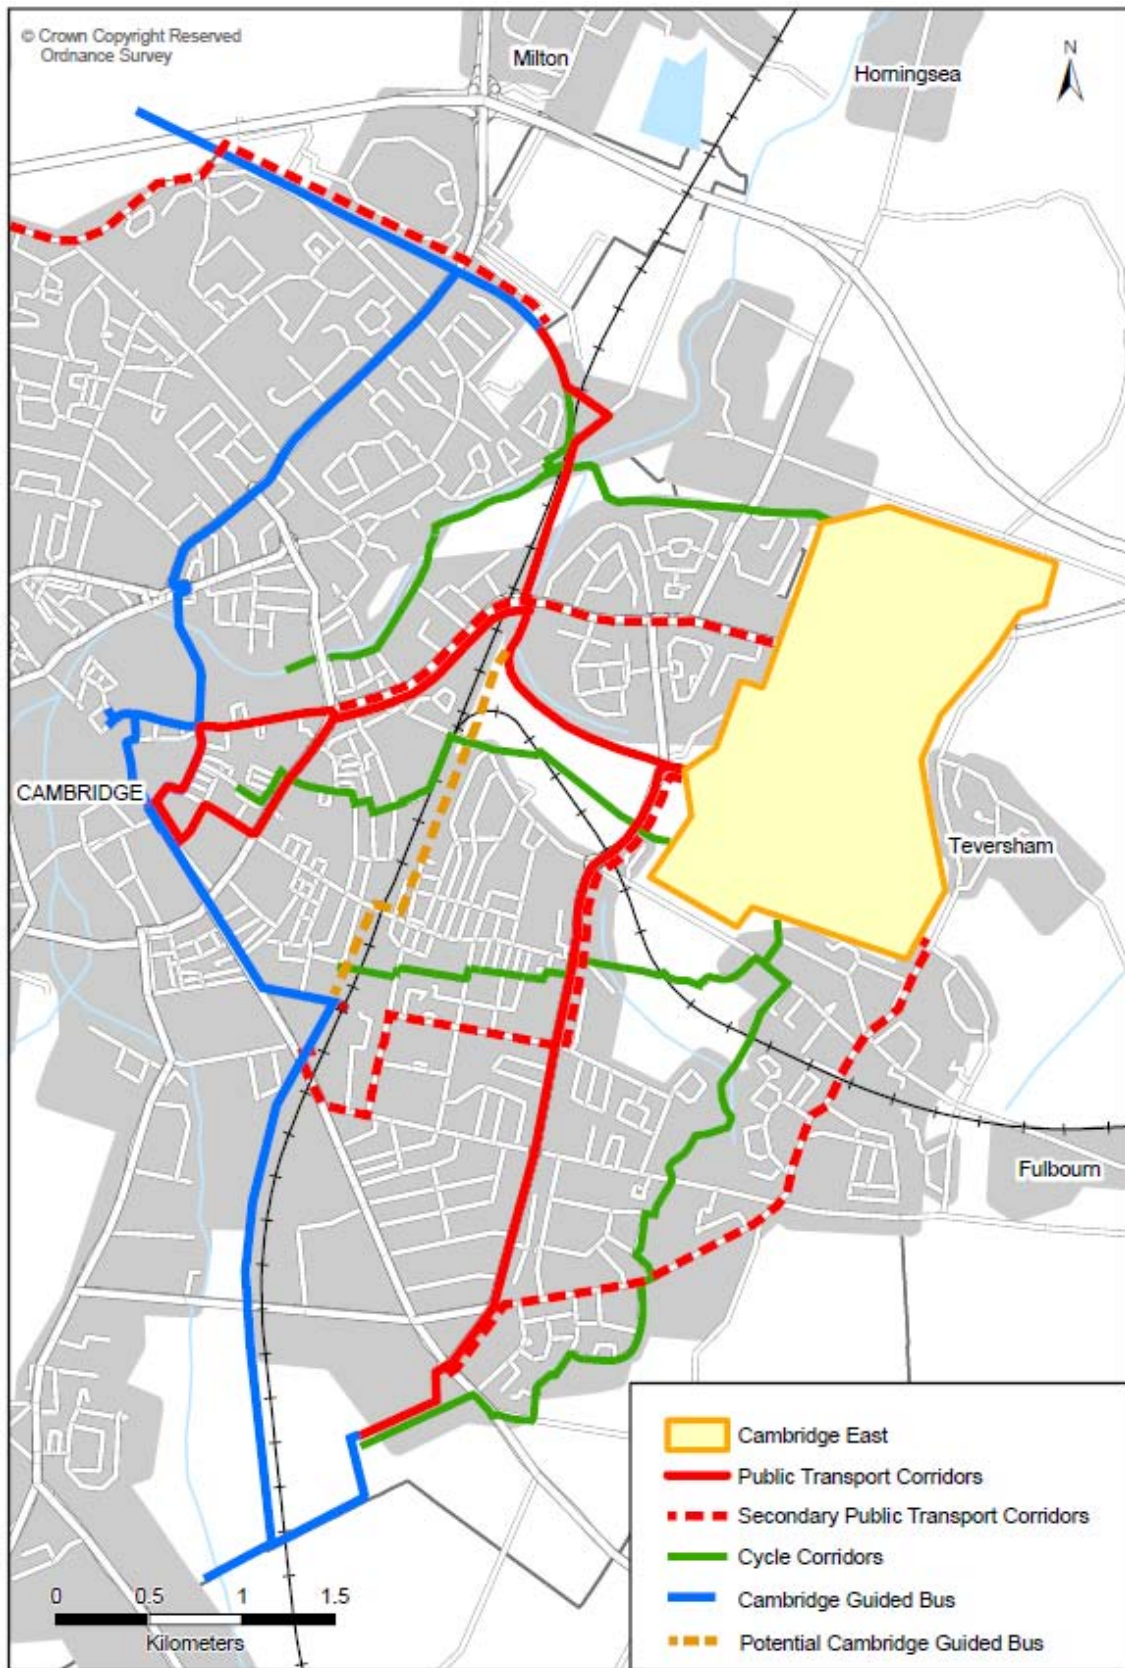 © Crown Copyright Reserved
Ordnance Survey
Milton
Horningsea
N
CAMBRIDGE
Teversham
Fulbourn
Cambridge East
Public Transport Corridors
Secondary Public Transport Corridors
Cycle Corridors
Cambridge Guided Bus
Potential Cambridge Guided Bus
0 0.5 1 1.5
Kilometers